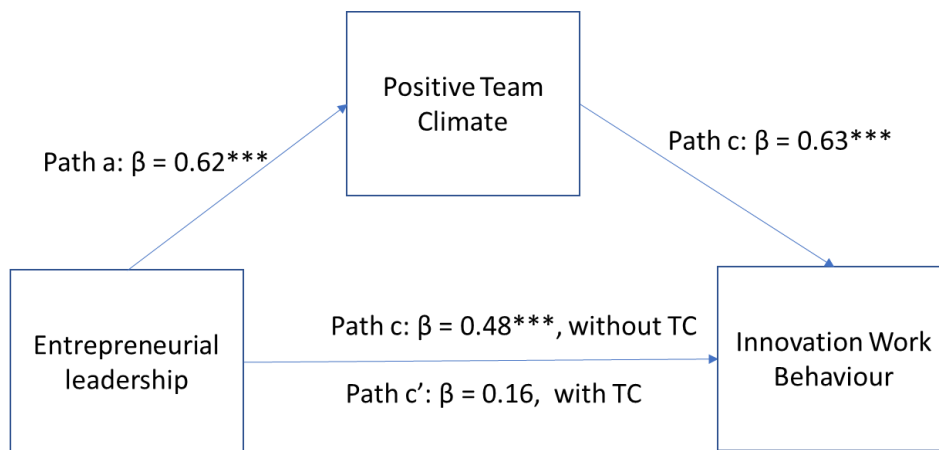 Positive Team
Climate
Path a: β = 0.62***
Path c: β = 0.63***
Entrepreneurial
leadership
Path c: β = 0.48***, without TC
Path c’: β = 0.16,  with TC
Innovation Work
Behaviour